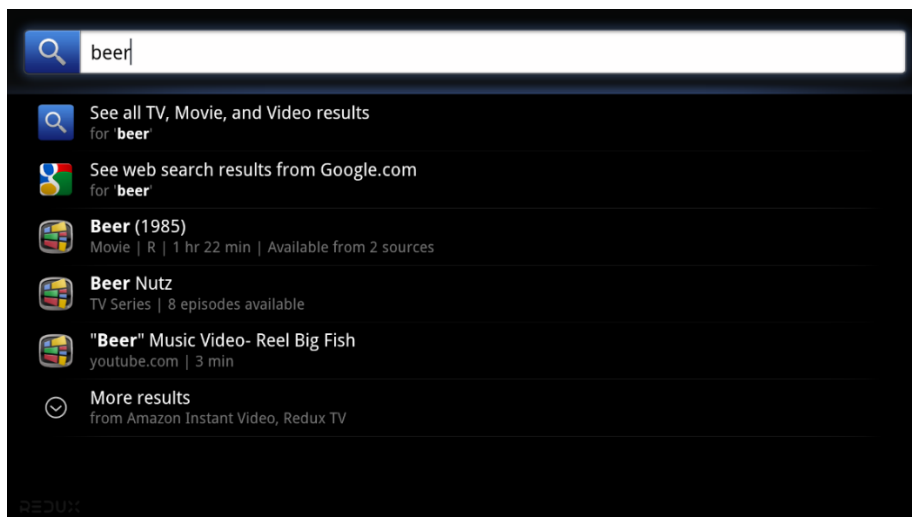 beer
See all TV, Movie, and Video results
for 'beer'
See web search results from Google.com
for 'beer'
Beer (1985)
Movie | R | 1 hr 22 min | Available from 2 sources
Beer Nutz
TV Series | 8 episodes available
"Beer" Music Video- Reel Big Fish
youtube.com | 3 min
More results
from Amazon Instant Video, Redux TV
REDUX